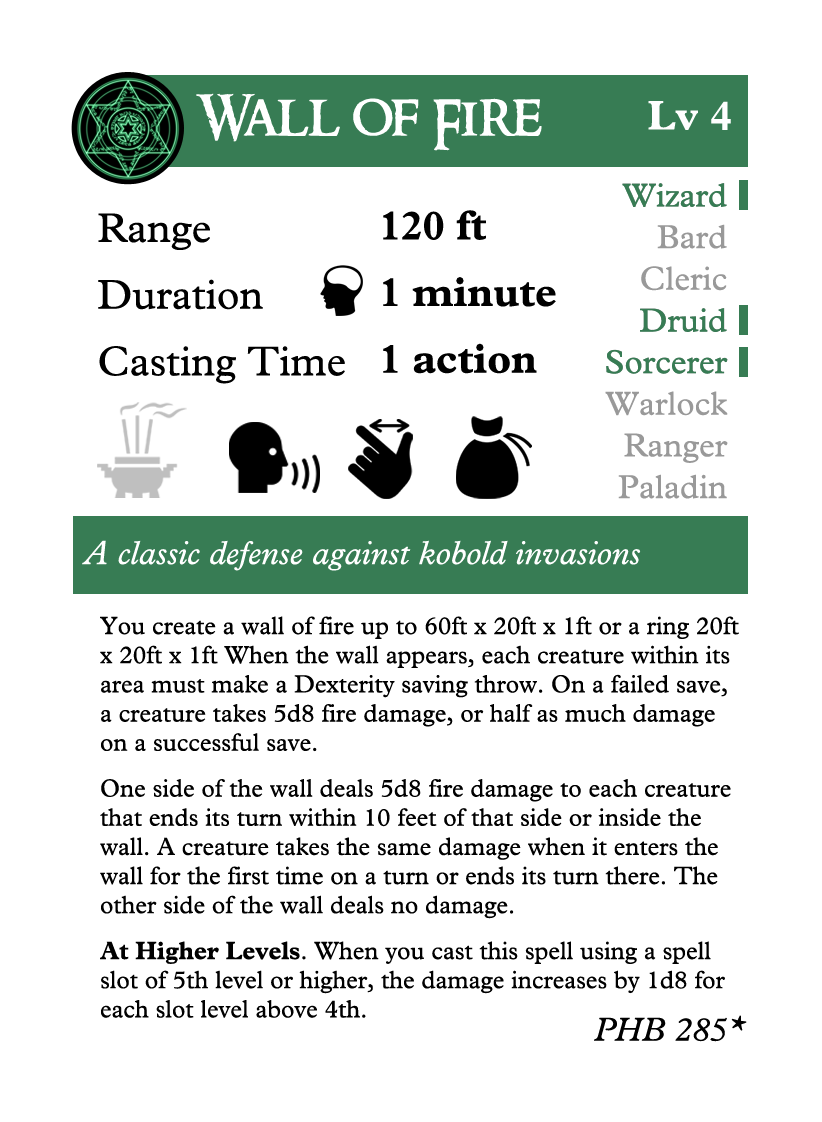 WALL OF FIRE
Lv 4
Range 120 ft
Duration 1 minute
Casting Time 1 action
Wizard
Bard
Cleric
Druid
Sorcerer
Warlock
Ranger
Paladin
A classic defense against kobold invasions
You create a wall of fire up to 60ft x 20ft x 1ft or a ring 20ft
x 20ft x 1ft When the wall appears, each creature within its
area must make a Dexterity saving throw. On a failed save,
a creature takes 5d8 fire damage, or half as much damage
on a successful save.
One side of the wall deals 5d8 fire damage to each creature
that ends its turn within 10 feet of that side or inside the
wall. A creature takes the same damage when it enters the
wall for the first time on a turn or ends its turn there. The
other side of the wall deals no damage.
At Higher Levels. When you cast this spell using a spell
slot of 5th level or higher, the damage increases by 1d8 for
each slot level above 4th.
PHB 285*